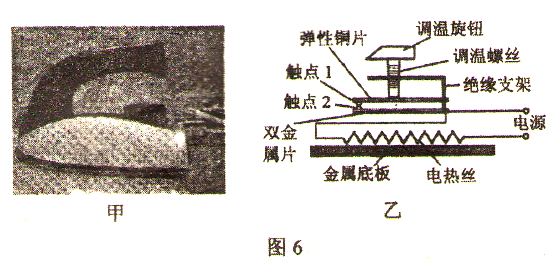 调温旋钮
弹性铜片
调温螺丝
触点 1
绝缘支架
触点 2
双金
属片
电源
金属底板
电热丝
甲
乙
图 6